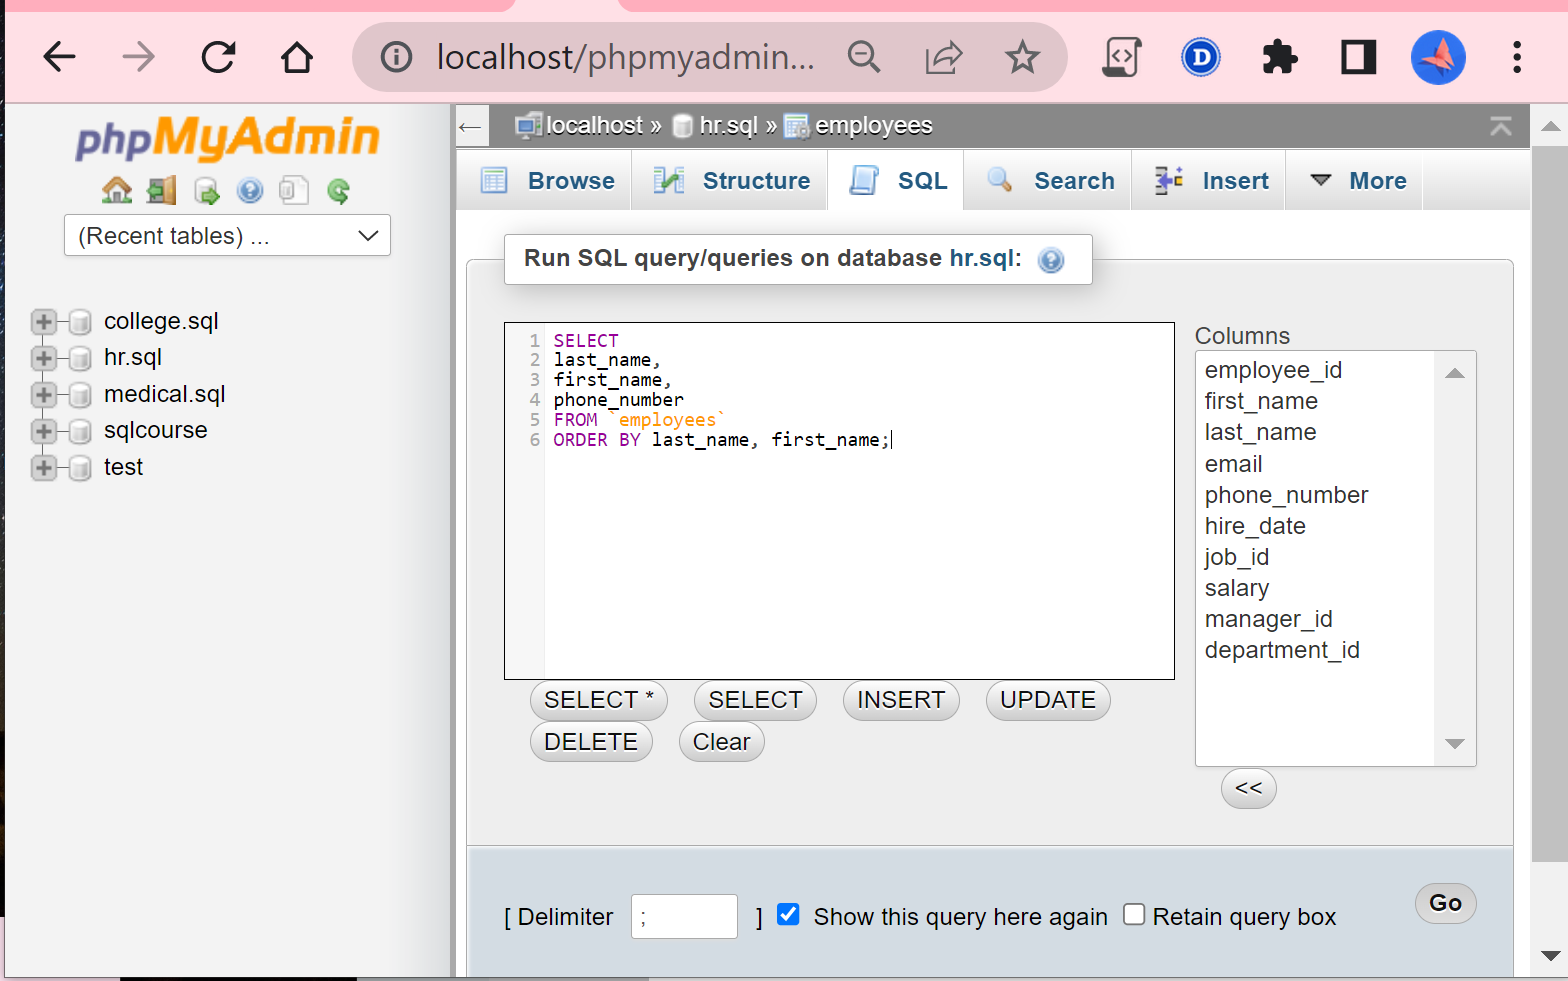 localhost/phpmyadmin...
D
phpMyAdmin
(Recent tables) ...
college.sql
hr.sql
medical.sql
sqlcourse
test
localhost » hr.sql » employees
Browse Structure SQL Search Insert More
Run SQL query/queries on database hr.sql:
1 SELECT
2 last_name,
3 first_name,
4 phone_number
5 FROM `employees`
6 ORDER BY last_name, first_name;
Columns
employee_id
first_name
last_name
email
phone_number
hire_date
job_id
salary
manager_id
department_id
SELECT * SELECT INSERT UPDATE
DELETE Clear
<<
[ Delimiter ; ] Show this query here again Retain query box Go